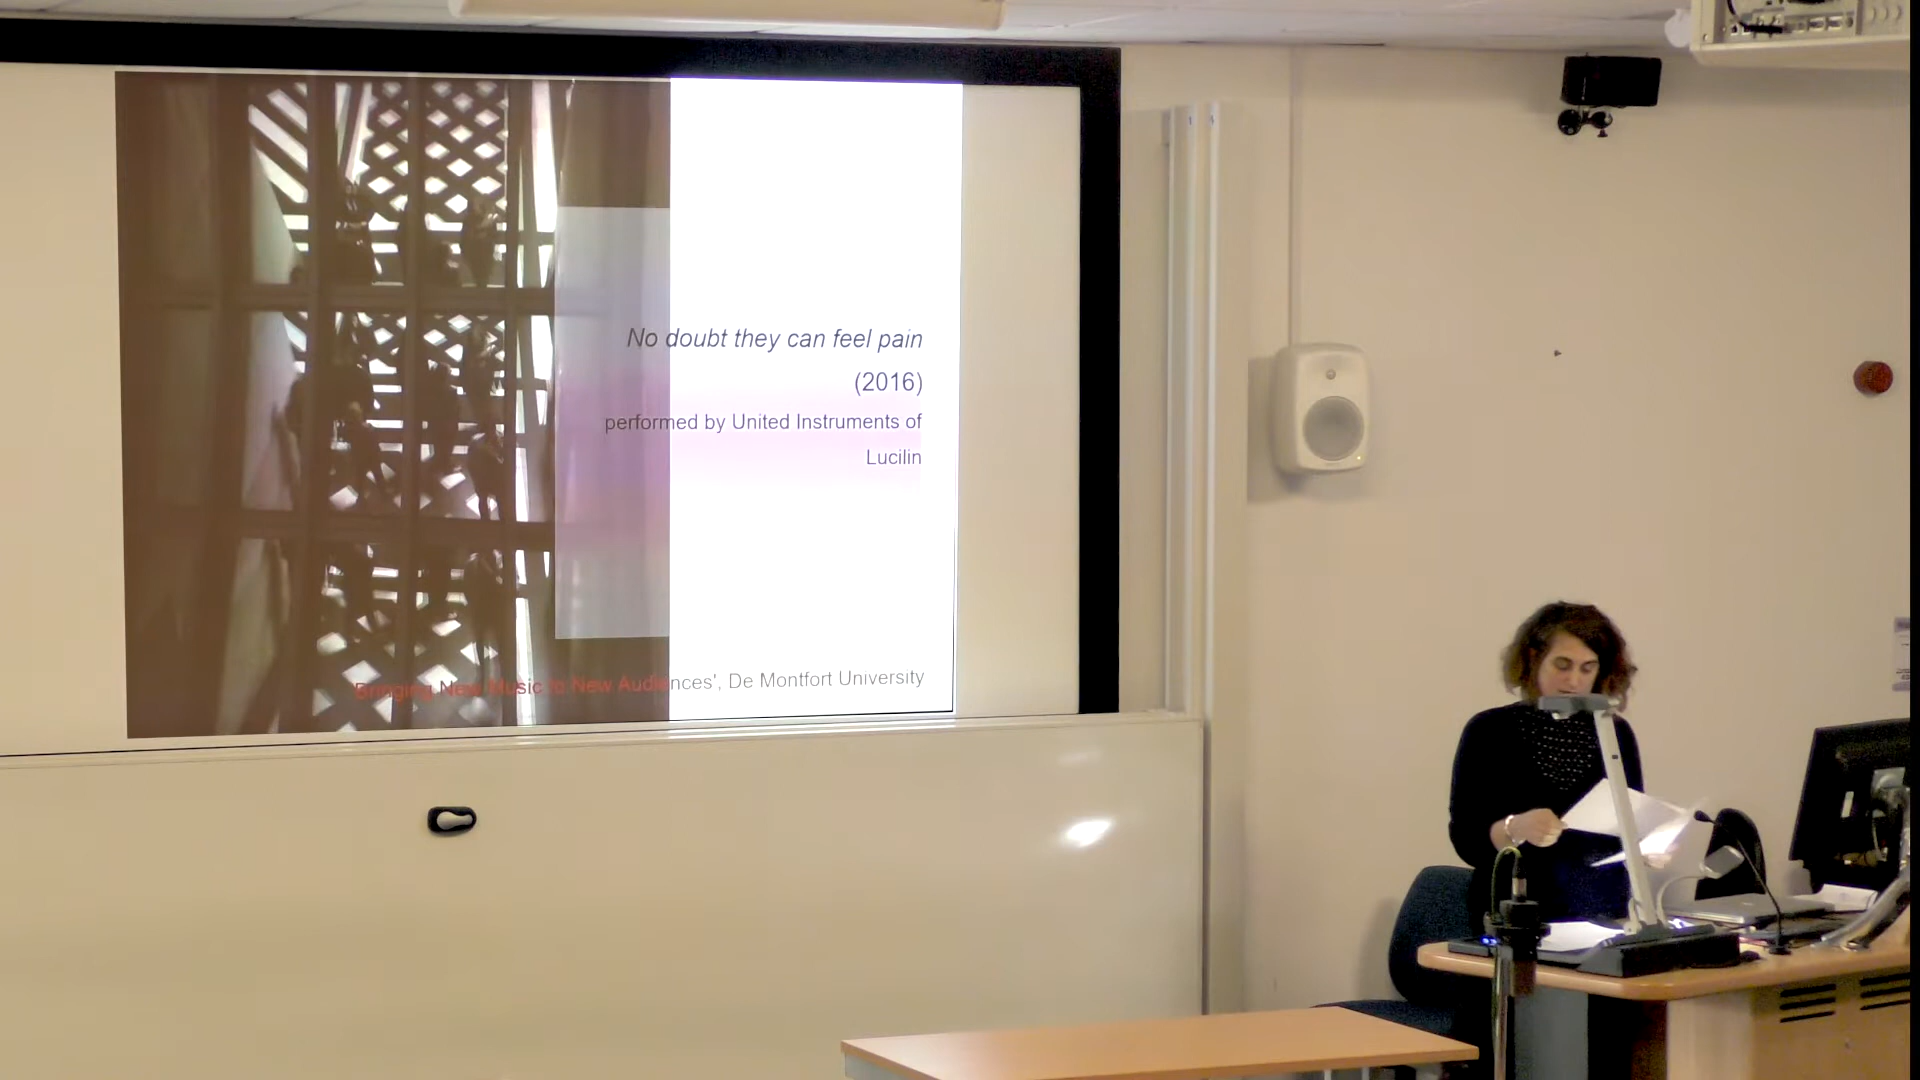 No doubt they can feel pain
(2016)
performed by United Instruments of
Lucilin
'Bringing New Music to New Audiences', De Montfort University